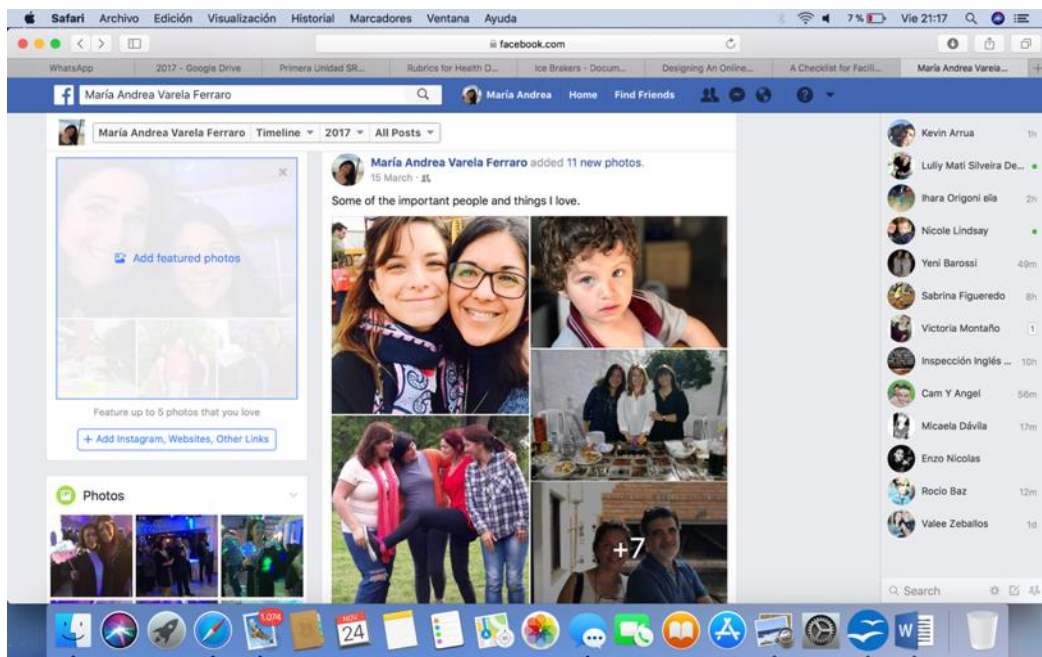 Safari Archivo Edición Visualización Historial Marcadores Ventana Ayuda 7 % Vie 21:17
facebook.com
WhatsApp 2017 - Google Drive Primera Unidad SR... Rubrics for Health O... Ice Brakers - Docum... Designing An Online... A Checklist for Facili... María Andrea Varela...
María Andrea Varela Ferraro María Andrea Home Find Friends
María Andrea Varela Ferraro Timeline 2017 All Posts
María Andrea Varela Ferraro added 11 new photos.
15 March
Some of the important people and things I love.
Add featured photos
Feature up to 5 photos that you love
+ Add Instagram, Websites, Other Links
Photos
+7
Kevin Arrua 1h
Lully Mati Silveira De...
Ihara Origoni 2h
Nicole Lindsay
Yeni Barossi 49m
Sabrina Figueredo 8h
Victoria Montaño 1
Inspección Inglés ... 10h
Cam Y Angel 56m
Micaela Dávila 17m
Enzo Nicolas
Rocio Baz 12m
Valee Zeballos 1d
Search
1.074
NOV
24
W